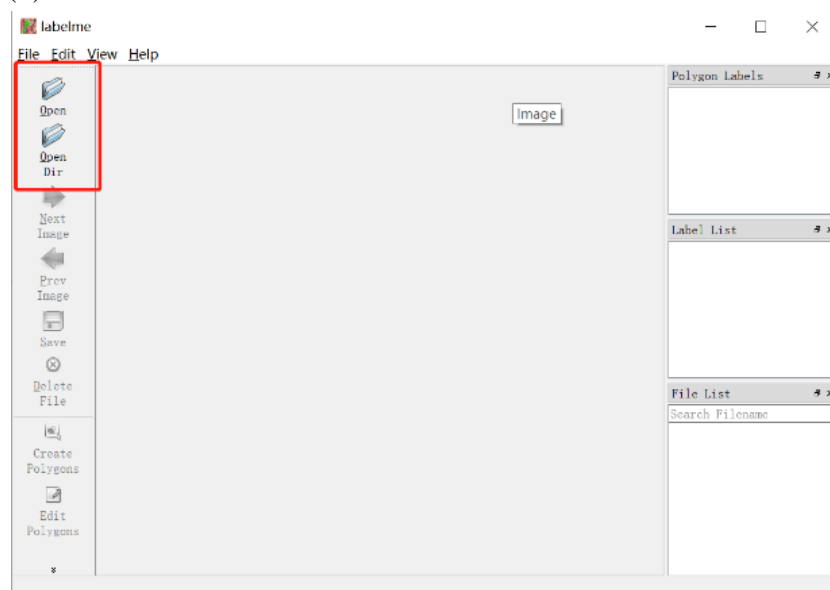 labelme
File Edit View Help
Open
Open
Dir
Next
Image
Prev
Image
Save
Delete
File
Create
Polygons
Edit
Polygons
Image
Polygon Labels
Label List
File List
Search Filename